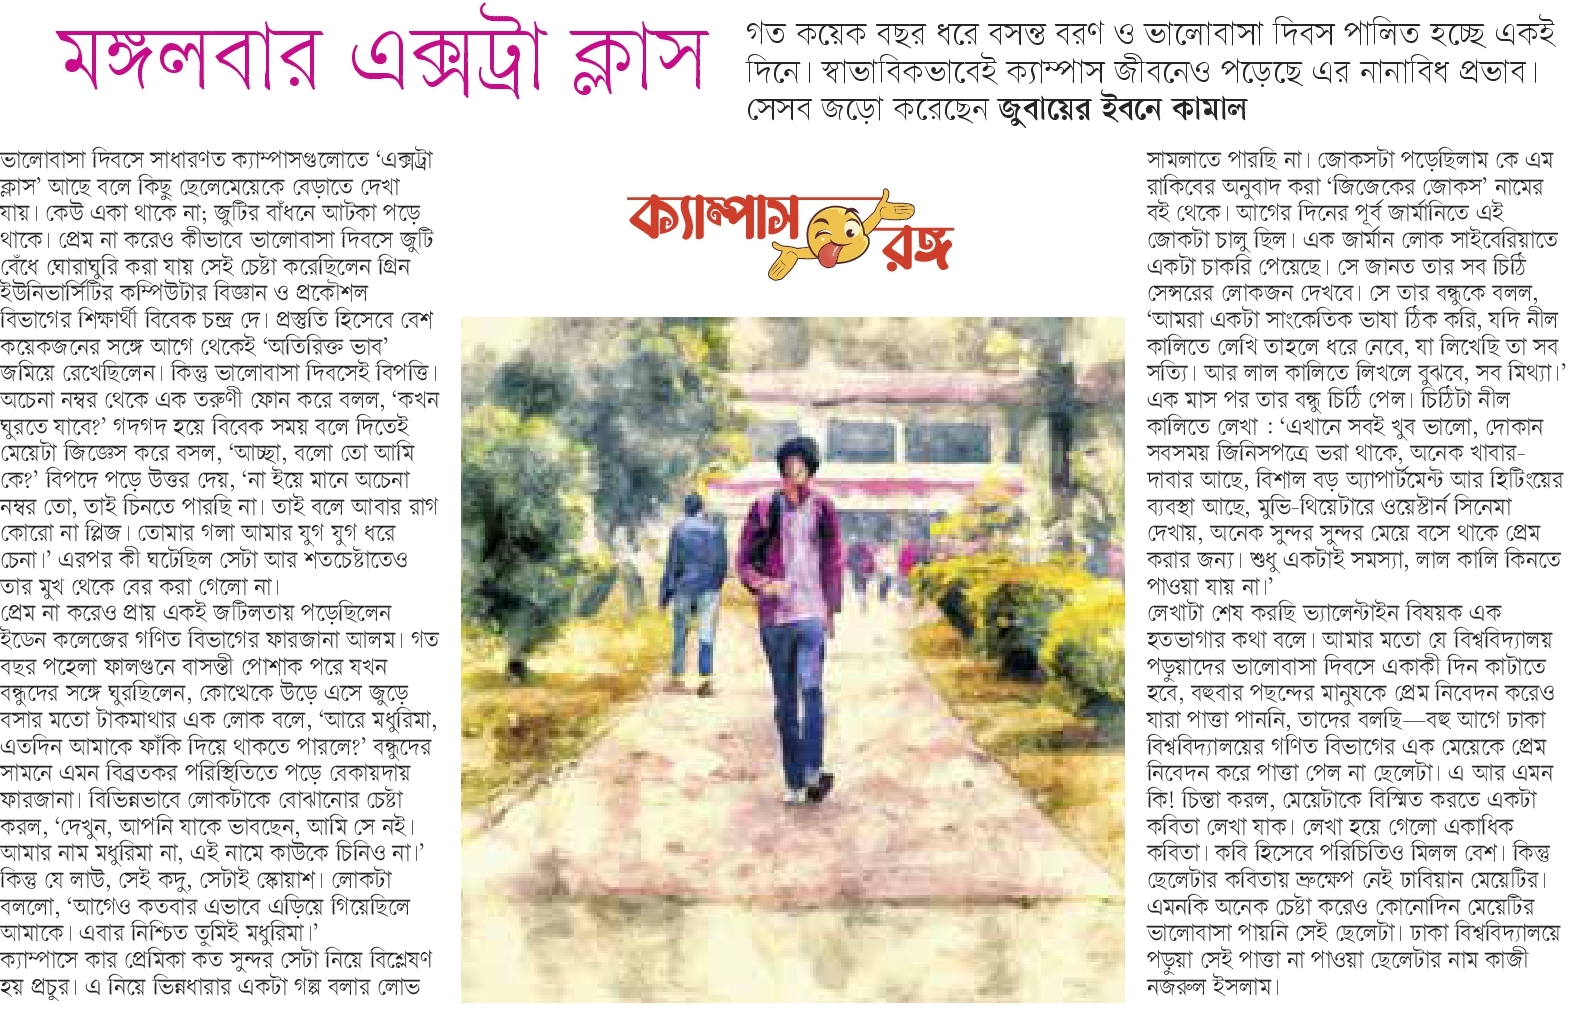 মঙ্গলবার এক্সট্রা ক্লাস
গত কয়েক বছর ধরে বসন্ত বরণ ও ভালোবাসা দিবস পালিত হচ্ছে একই
দিনে। স্বাভাবিকভাবেই ক্যাম্পাস জীবনেও পড়েছে এর নানাবিধ প্রভাব।
সেসব জড়ো করেছেন জুবায়ের ইবনে কামাল
ভালোবাসা দিবসে সাধারণত ক্যাম্পাসগুলোতে ‘এক্সট্রা
ক্লাস’ আছে বলে কিছু ছেলেমেয়েকে বেড়াতে দেখা
যায়। কেউ একা থাকে না; জুটির বাঁধনে আটকা পড়ে
থাকে। প্রেম না করেও কীভাবে ভালোবাসা দিবসে জুটি
বেঁধে ঘোরাঘুরি করা যায় সেই চেষ্টা করেছিলেন গ্রিন
ইউনিভার্সিটির কম্পিউটার বিজ্ঞান ও প্রকৌশল
বিভাগের শিক্ষার্থী বিবেক চন্দ্র দে। প্রস্তুতি হিসেবে বেশ
কয়েকজনের সঙ্গে আগে থেকেই ‘অতিরিক্ত ভাব’
জমিয়ে রেখেছিলেন। কিন্তু ভালোবাসা দিবসেই বিপত্তি।
অচেনা নম্বর থেকে এক তরুণী ফোন করে বলল, ‘কখন
ঘুরতে যাবে?’ গদগদ হয়ে বিবেক সময় বলে দিতেই
মেয়েটা জিজ্ঞেস করে বসল, ‘আচ্ছা, বলো তো আমি
কে?’ বিপদে পড়ে উত্তর দেয়, ‘না ইয়ে মানে অচেনা
নম্বর তো, তাই চিনতে পারছি না। তাই বলে আবার রাগ
কোরো না প্লিজ। তোমার গলা আমার যুগ যুগ ধরে
চেনা।’ এরপর কী ঘটেছিল সেটা আর শতচেষ্টাতেও
তার মুখ থেকে বের করা গেলো না।
প্রেম না করেও প্রায় একই জটিলতায় পড়েছিলেন
ইডেন কলেজের গণিত বিভাগের ফারজানা আলম। গত
বছর পহেলা ফালগুনে বাসন্তী পোশাক পরে যখন
বন্ধুদের সঙ্গে ঘুরছিলেন, কোত্থেকে উড়ে এসে জুড়ে
বসার মতো টাকমাথার এক লোক বলে, ‘আরে মধুরিমা,
এতদিন আমাকে ফাঁকি দিয়ে থাকতে পারলে?’ বন্ধুদের
সামনে এমন বিব্রতকর পরিস্থিতিতে পড়ে বেকায়দায়
ফারজানা। বিভিন্নভাবে লোকটাকে বোঝানোর চেষ্টা
করল, ‘দেখুন, আপনি যাকে ভাবছেন, আমি সে নই।
আমার নাম মধুরিমা না, এই নামে কাউকে চিনিও না।’
কিন্তু যে লাউ, সেই কদু, সেটাই স্কোয়াশ। লোকটা
বললো, ‘আগেও কতবার এভাবে এড়িয়ে গিয়েছিলে
আমাকে। এবার নিশ্চিত তুমিই মধুরিমা।’
ক্যাম্পাসে কার প্রেমিকা কত সুন্দর সেটা নিয়ে বিশ্লেষণ
হয় প্রচুর। এ নিয়ে ভিন্নধারার একটা গল্প বলার লোভ
ক্যাম্পাস
রঙ্গ
সামলাতে পারছি না। জোকসটা পড়েছিলাম কে এম
রাকিবের অনুবাদ করা ‘জিজেকের জোকস’ নামের
বই থেকে। আগের দিনের পূর্ব জার্মানিতে এই
জোকটা চালু ছিল। এক জার্মান লোক সাইবেরিয়াতে
একটা চাকরি পেয়েছে। সে জানত তার সব চিঠি
সেন্সরের লোকজন দেখবে। সে তার বন্ধুকে বলল,
‘আমরা একটা সাংকেতিক ভাষা ঠিক করি, যদি নীল
কালিতে লেখি তাহলে ধরে নেবে, যা লিখেছি তা সব
সত্যি। আর লাল কালিতে লিখলে বুঝবে, সব মিথ্যা।’
এক মাস পর তার বন্ধু চিঠি পেল। চিঠিটা নীল
কালিতে লেখা : ‘এখানে সবই খুব ভালো, দোকান
সবসময় জিনিসপত্রে ভরা থাকে, অনেক খাবার-
দাবার আছে, বিশাল বড় অ্যাপার্টমেন্ট আর হিটিংয়ের
ব্যবস্থা আছে, মুভি-থিয়েটারে ওয়েস্টার্ন সিনেমা
দেখায়, অনেক সুন্দর সুন্দর মেয়ে বসে থাকে প্রেম
করার জন্য। শুধু একটাই সমস্যা, লাল কালি কিনতে
পাওয়া যায় না।’
লেখাটা শেষ করছি ভ্যালেন্টাইন বিষয়ক এক
হতভাগার কথা বলে। আমার মতো যে বিশ্ববিদ্যালয়
পড়ুয়াদের ভালোবাসা দিবসে একাকী দিন কাটাতে
হবে, বহুবার পছন্দের মানুষকে প্রেম নিবেদন করেও
যারা পাত্তা পাননি, তাদের বলছি—বহু আগে ঢাকা
বিশ্ববিদ্যালয়ের গণিত বিভাগের এক মেয়েকে প্রেম
নিবেদন করে পাত্তা পেল না ছেলেটা। এ আর এমন
কি! চিন্তা করল, মেয়েটাকে বিস্মিত করতে একটা
কবিতা লেখা যাক। লেখা হয়ে গেলো একাধিক
কবিতা। কবি হিসেবে পরিচিতিও মিলল বেশ। কিন্তু
ছেলেটার কবিতায় ভ্রুক্ষেপ নেই ঢাবিয়ান মেয়েটির।
এমনকি অনেক চেষ্টা করেও কোনোদিন মেয়েটির
ভালোবাসা পায়নি সেই ছেলেটা। ঢাকা বিশ্ববিদ্যালয়ে
পড়ুয়া সেই পাত্তা না পাওয়া ছেলেটার নাম কাজী
নজরুল ইসলাম।